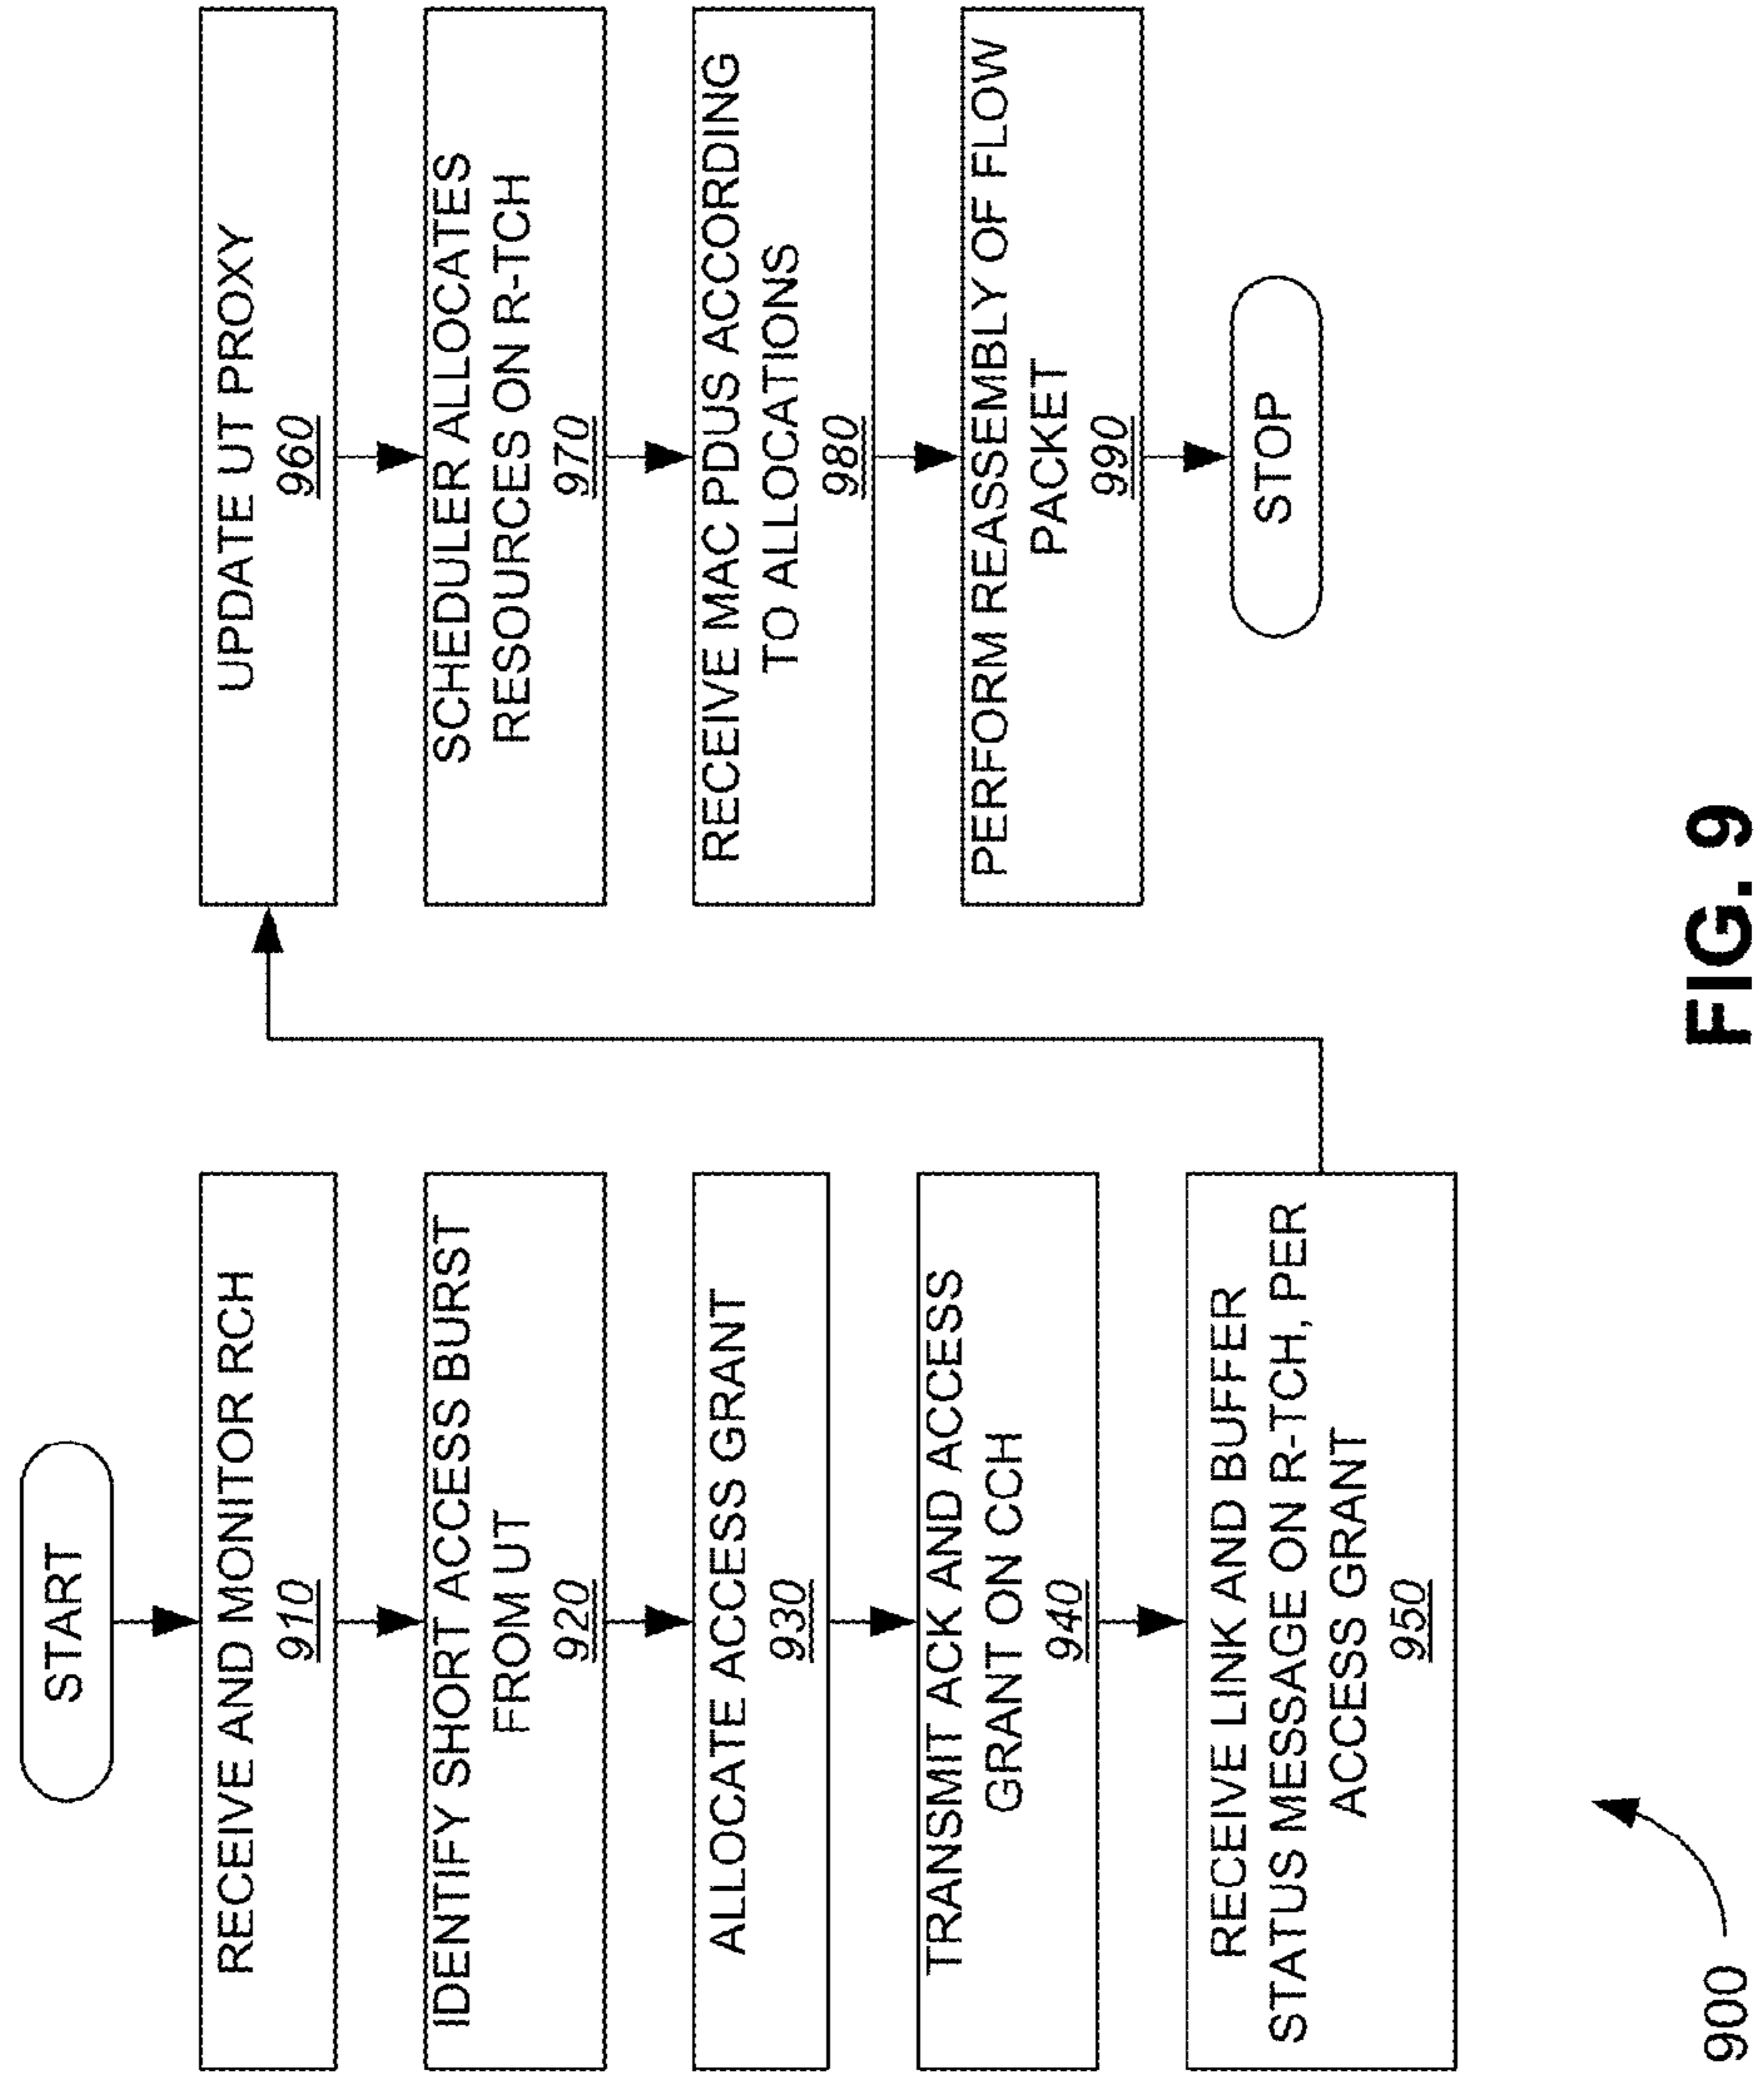 START
RECEIVE AND MONITOR RCH
910
IDENTIFY SHORT ACCESS BURST
FROM UT
920
ALLOCATE ACCESS GRANT
930
TRANSMIT ACK AND ACCESS
GRANT ON CCH
940
RECEIVE LINK AND BUFFER
STATUS MESSAGE ON R-TCH, PER
ACCESS GRANT
950
UPDATE UT PROXY
960
SCHEDULER ALLOCATES
RESOURCES ON R-TCH
970
RECEIVE MAC PDUS ACCORDING
TO ALLOCATIONS
980
PERFORM REASSEMBLY OF FLOW
PACKET
990
STOP
900
FIG. 9